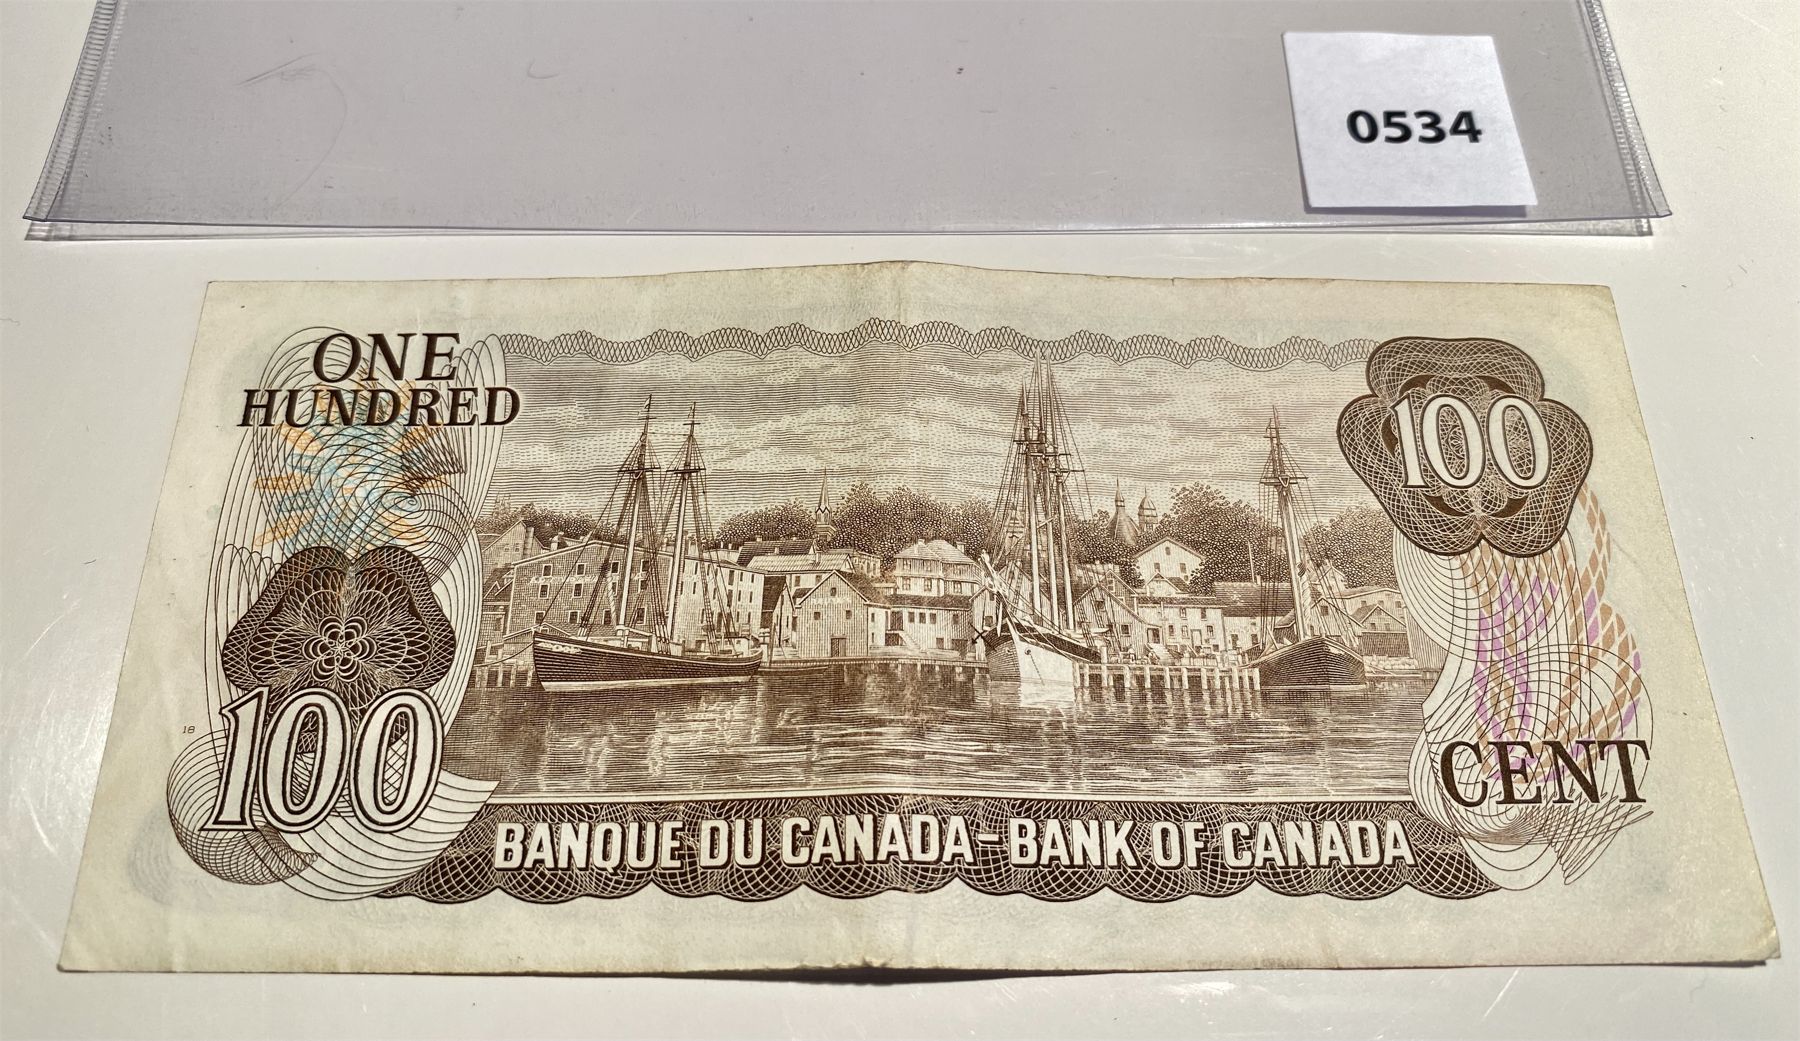 0534
ONE
HUNDRED
100
18
100
CENT
BANQUE DU CANADA-BANK OF CANADA